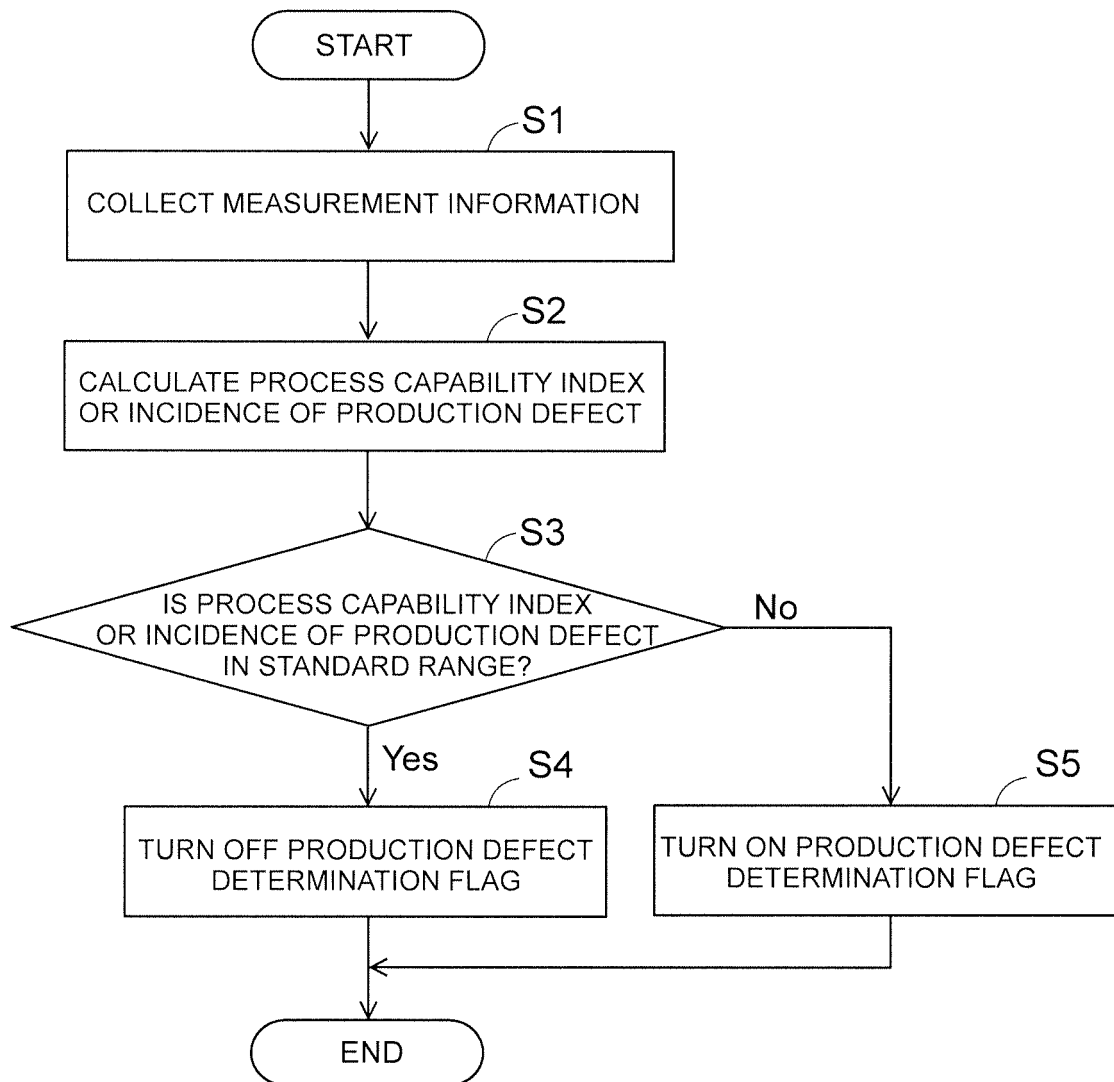 START
S1
COLLECT MEASUREMENT INFORMATION
S2
CALCULATE PROCESS CAPABILITY INDEX
OR INCIDENCE OF PRODUCTION DEFECT
S3
IS PROCESS CAPABILITY INDEX
OR INCIDENCE OF PRODUCTION DEFECT
IN STANDARD RANGE?
No
Yes
S4
TURN OFF PRODUCTION DEFECT
DETERMINATION FLAG
S5
TURN ON PRODUCTION DEFECT
DETERMINATION FLAG
END